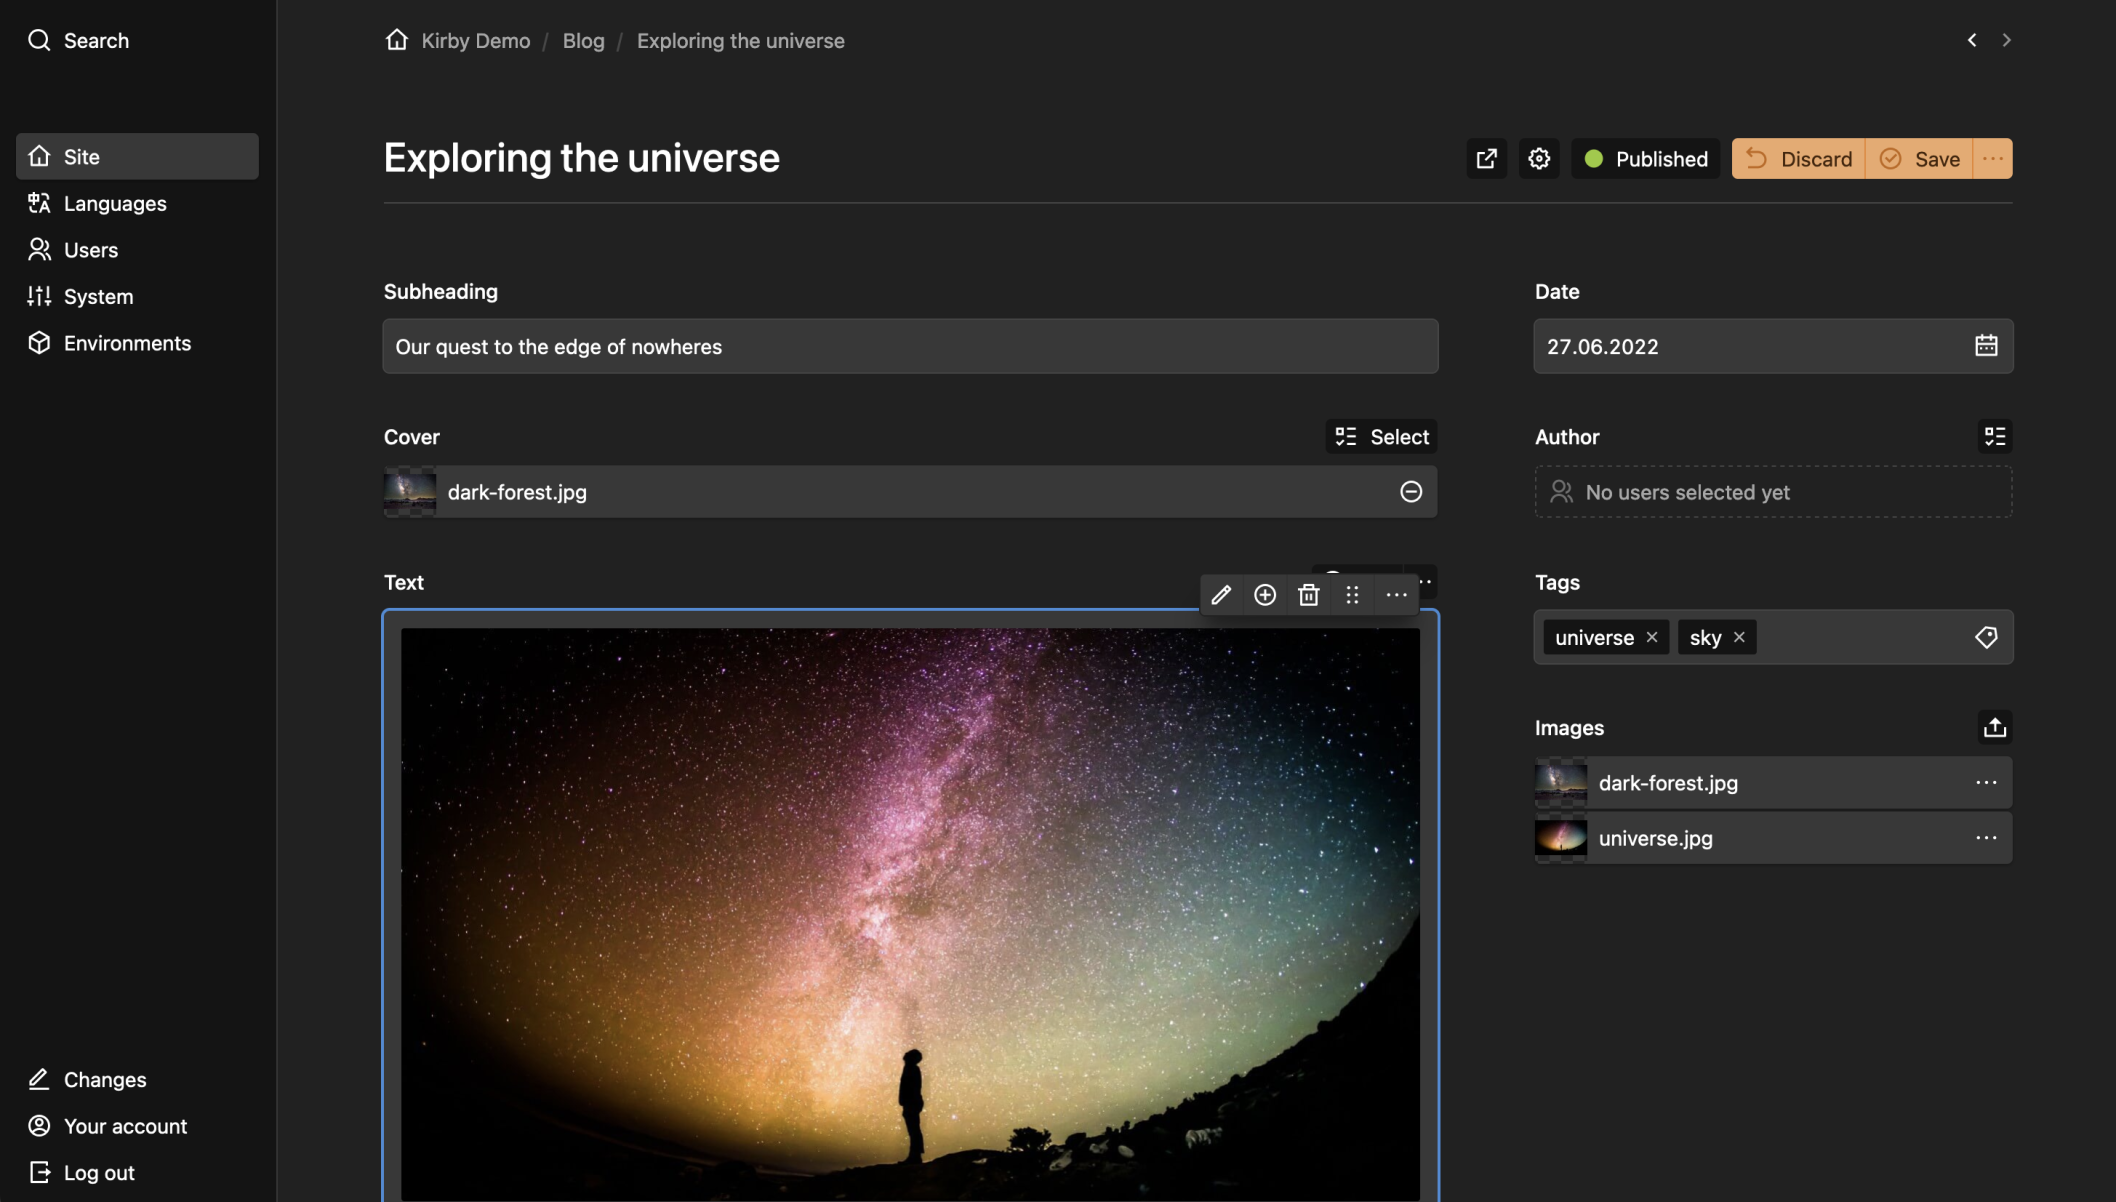 Search
Site
Languages
Users
System
Environments
Changes
Your account
Log out
Kirby Demo / Blog / Exploring the universe
Exploring the universe
Published
Discard
Save
Subheading
Our quest to the edge of nowheres
Cover
Select
dark-forest.jpg
Text
Date
27.06.2022
Author
No users selected yet
Tags
universe
sky
Images
dark-forest.jpg
universe.jpg